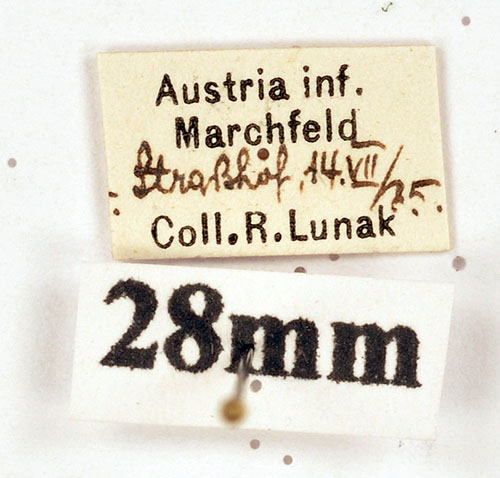 Austria inf.
Marchfeld
Straßhof, 14.VII/25.
Coll.R.Lunak
28mm